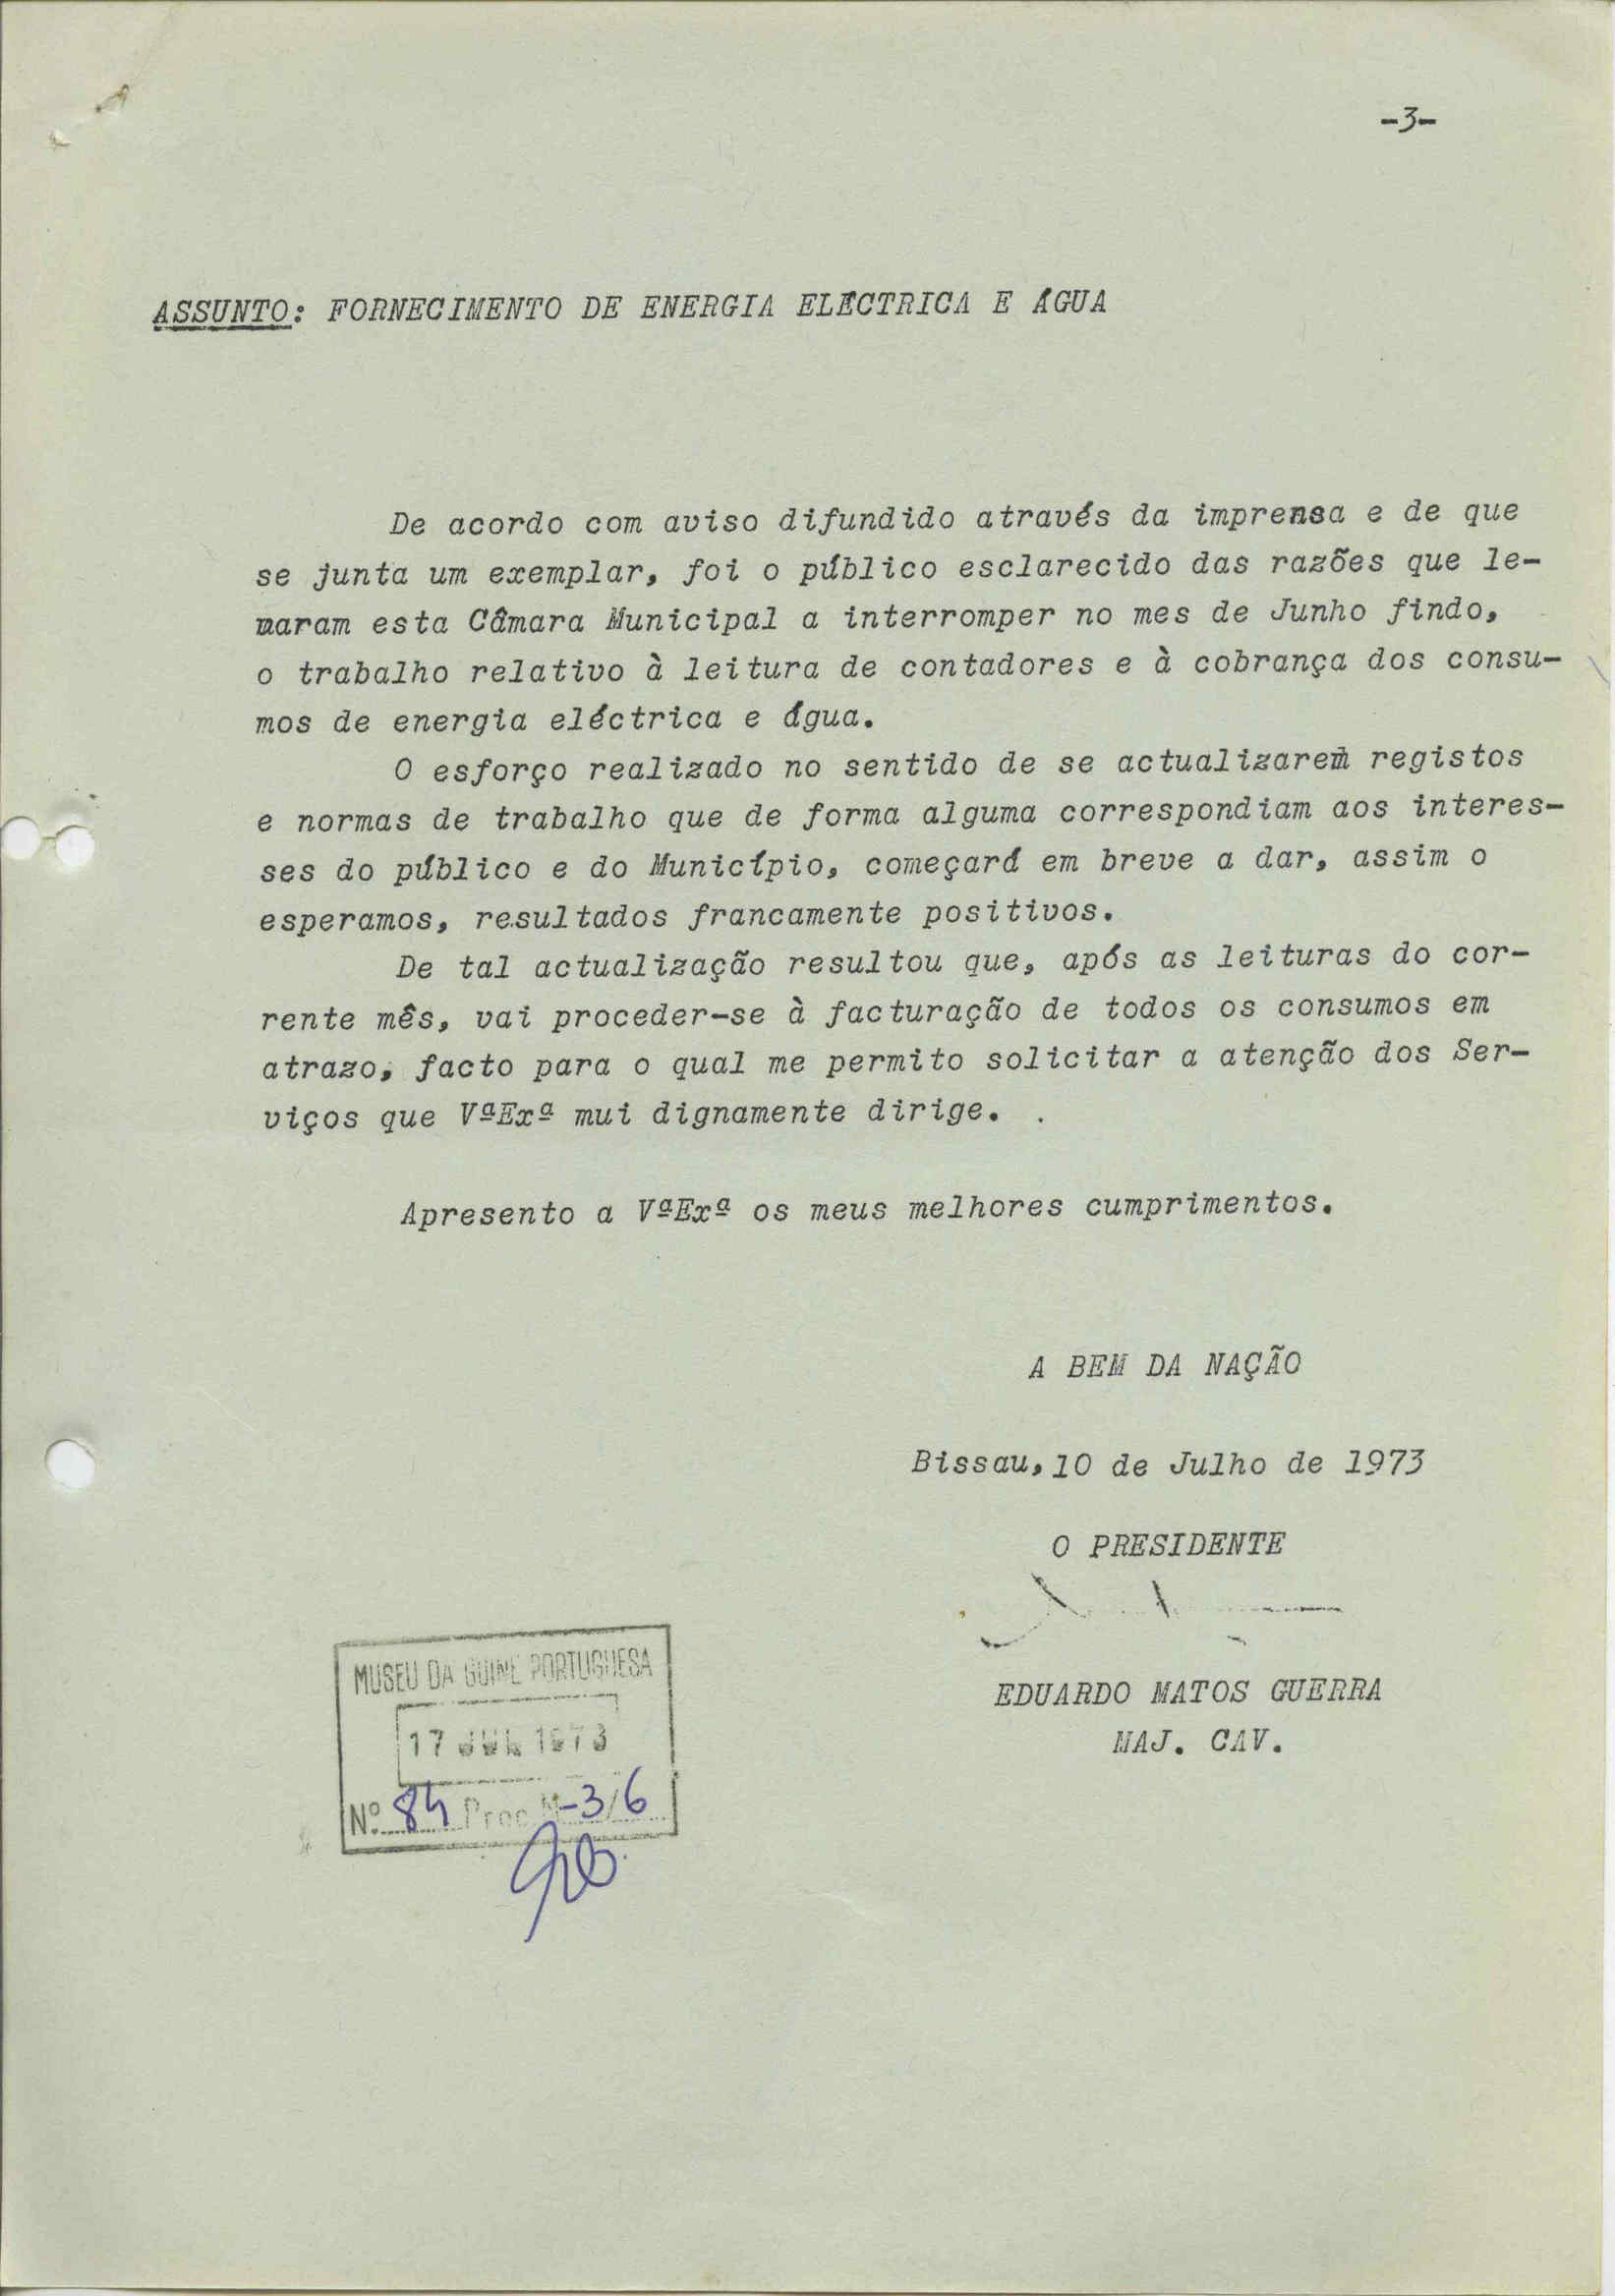 -3-
ASSUNTO: FORNECIMENTO DE ENERGIA ELÉCTRICA E ÁGUA
De acordo com aviso difundido através da imprensa e de que
se junta um exemplar, foi o público esclarecido das razões que le-
varam esta Câmara Municipal a interromper no mes de Junho findo,
o trabalho relativo à leitura de contadores e à cobrança dos consu-
mos de energia eléctrica e água.
O esforço realizado no sentido de se actualizarem registos
e normas de trabalho que de forma alguma correspondiam aos interes-
ses do público e do Município, começará em breve a dar, assim o
esperamos, resultados francamente positivos.
De tal actualização resultou que, após as leituras do cor-
rente mês, vai proceder-se à facturação de todos os consumos em
atrazo, facto para o qual me permito solicitar a atenção dos Ser-
viços que VªExª mui dignamente dirige.
Apresento a VªExª os meus melhores cumprimentos.
A BEM DA NAÇÃO
Bissau, 10 de Julho de 1973
O PRESIDENTE
EDUARDO MATOS GUERRA
MAJ. CAV.
MUSEU DA GUINÉ PORTUGUESA
17 JUL 1973
Nº 84 Proc M-3/6